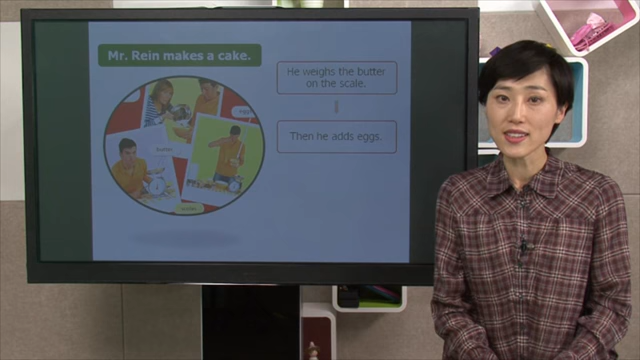 Mr. Rein makes a cake.
He weighs the butter
on the scale.
Then he adds eggs.